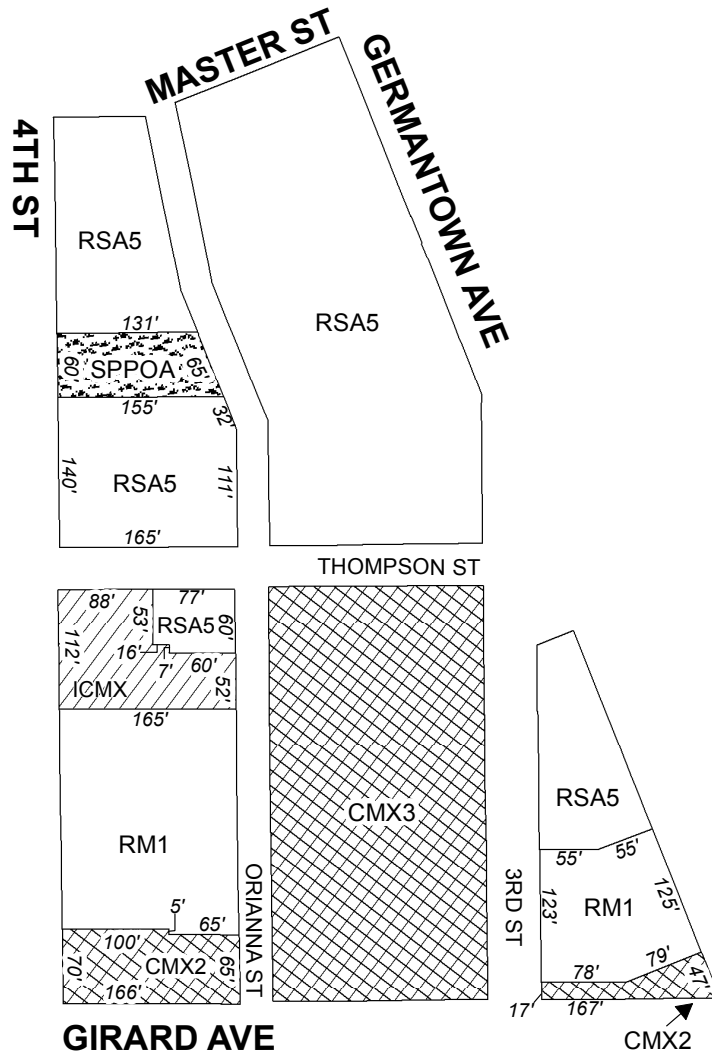 MASTER ST
GERMANTOWN AVE
4TH ST
RSA5
RSA5
131'
60'
SPPOA
65'
155'
32'
140'
RSA5
111'
165'
THOMPSON ST
88'
77'
53'
RSA5
60'
112'
16'
7'
60'
ICMX
52'
165'
CMX3
RSA5
RM1
ORIANNA ST
3RD ST
55'
55'
123'
RM1
125'
5'
65'
100'
70'
CMX2
65'
166'
78'
79'
47'
17'
167'
GIRARD AVE
CMX2